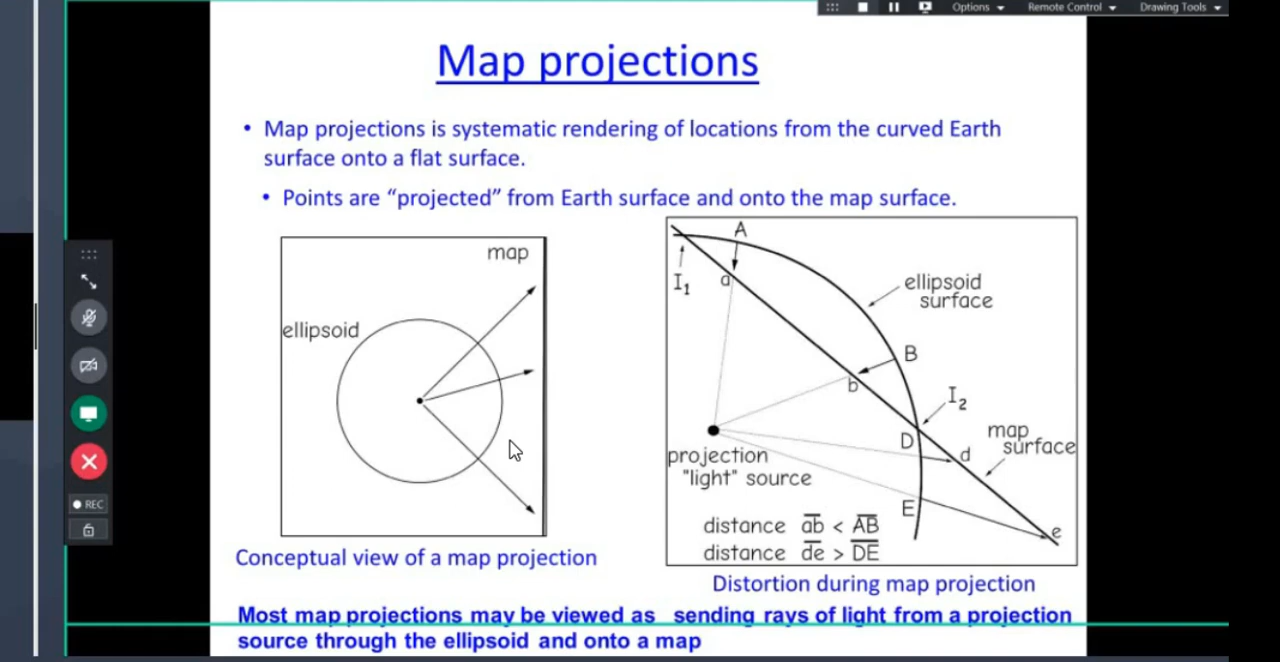 Options
Remote Control
Drawing Tools
Map projections
• Map projections is systematic rendering of locations from the curved Earth
surface onto a flat surface.
• Points are “projected” from Earth surface and onto the map surface.
map
ellipsoid
Conceptual view of a map projection
A
I₁
a
ellipsoid
surface
B
b
I₂
D
d
map
surface
projection
"light" source
E
e
distance a̅b̅ < A̅B̅
distance d̅e̅ > D̅E̅
Distortion during map projection
Most map projections may be viewed as sending rays of light from a projection
source through the ellipsoid and onto a map
REC